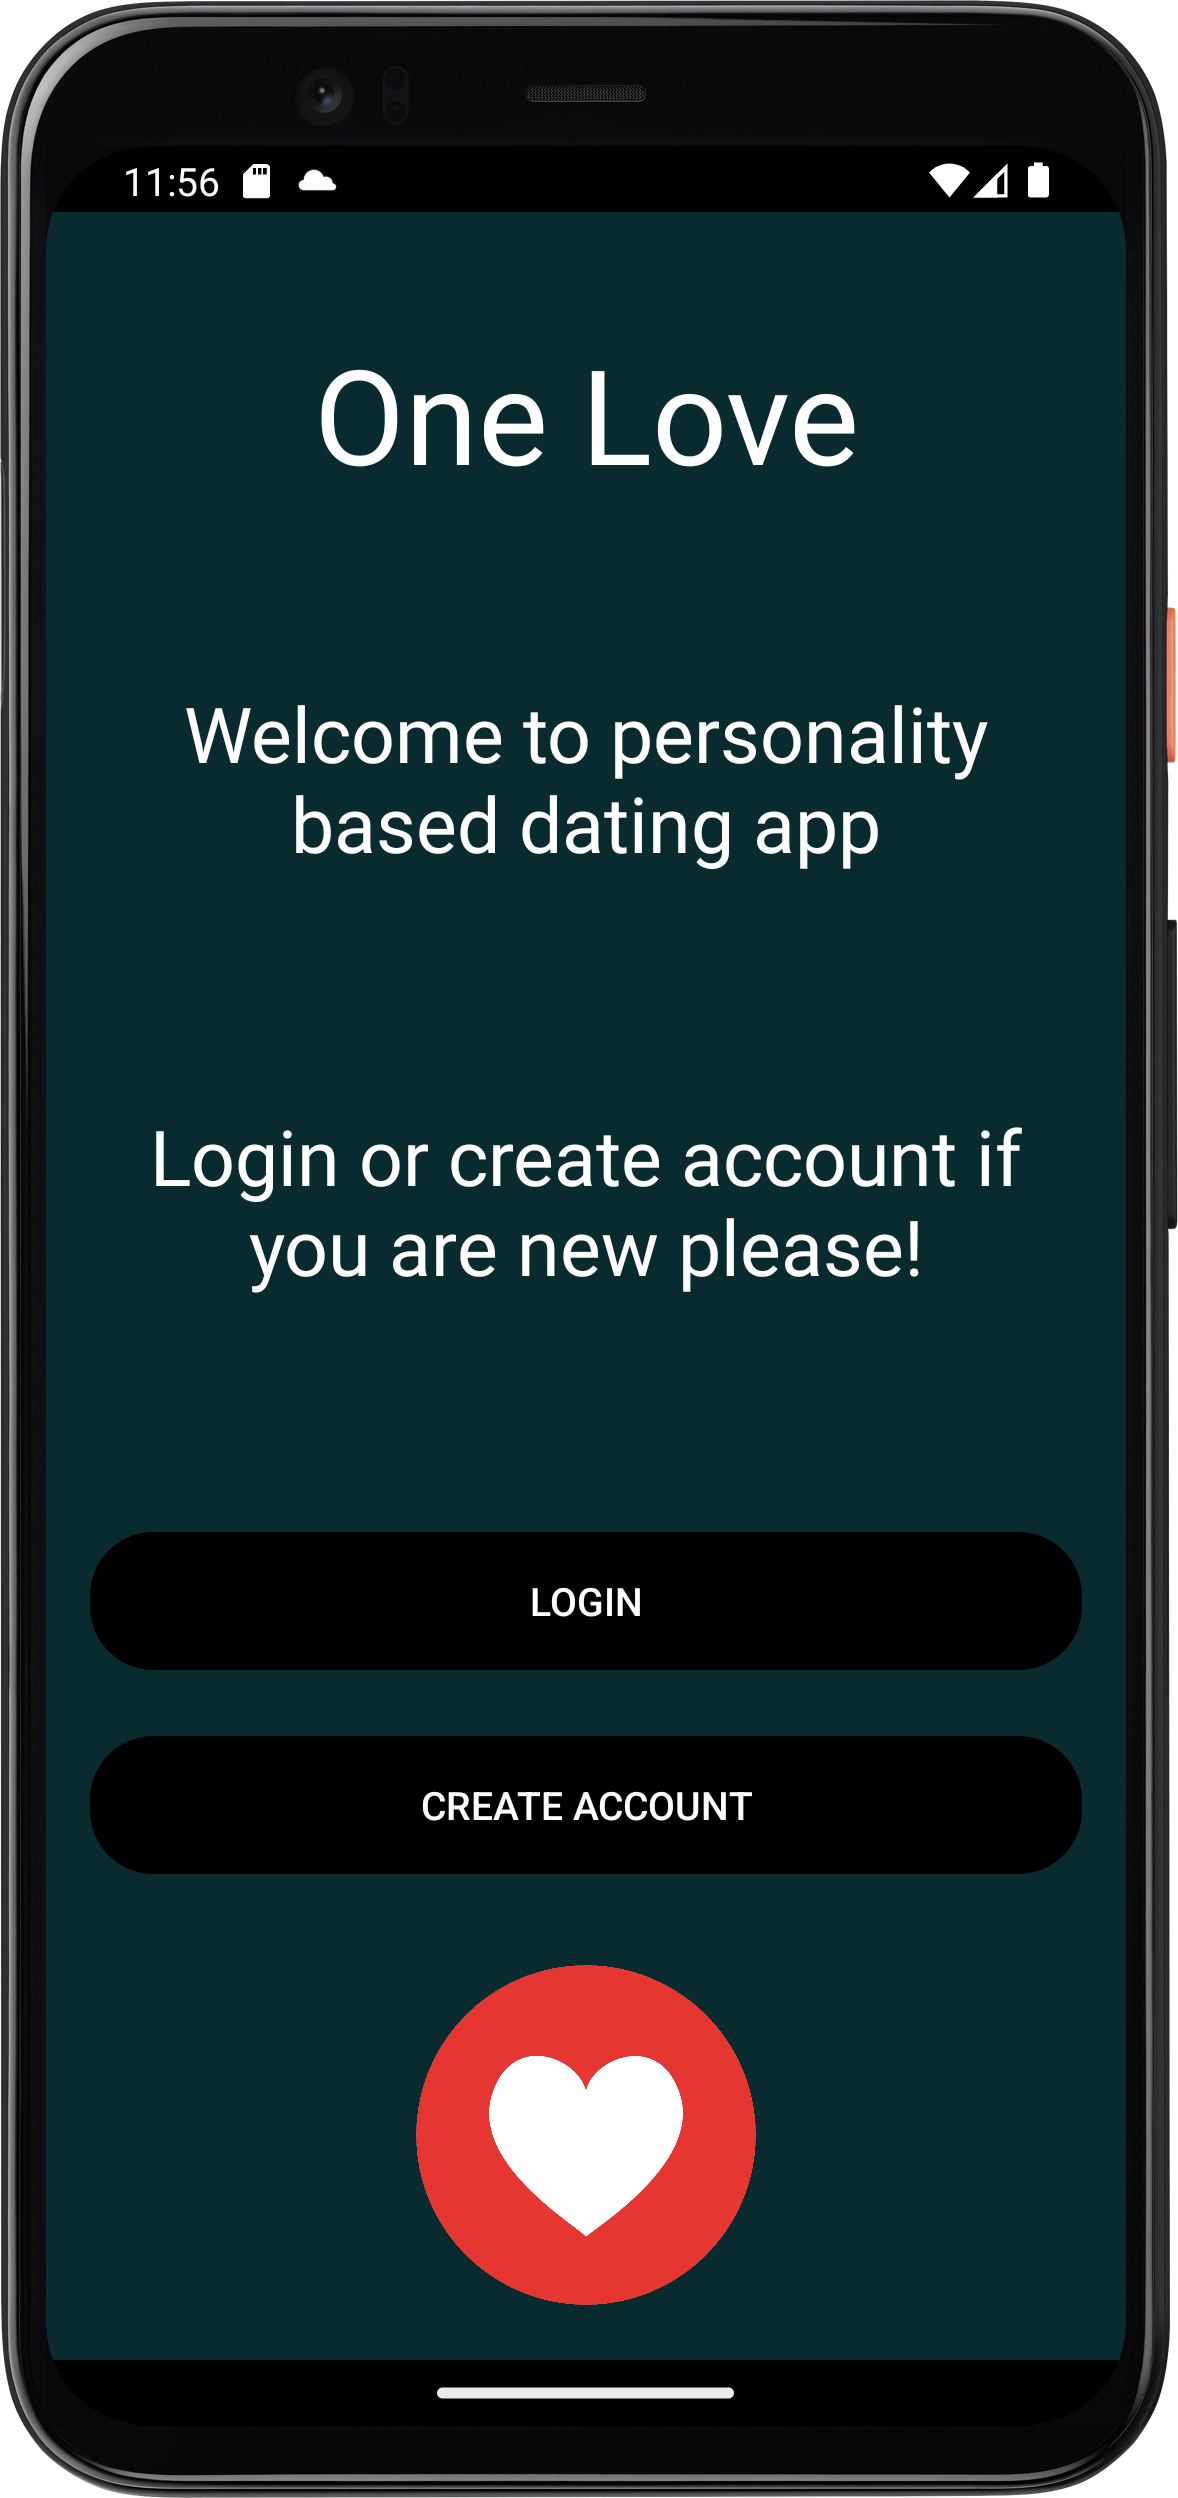 11:56
One Love
Welcome to personality
based dating app
Login or create account if
you are new please!
LOGIN
CREATE ACCOUNT